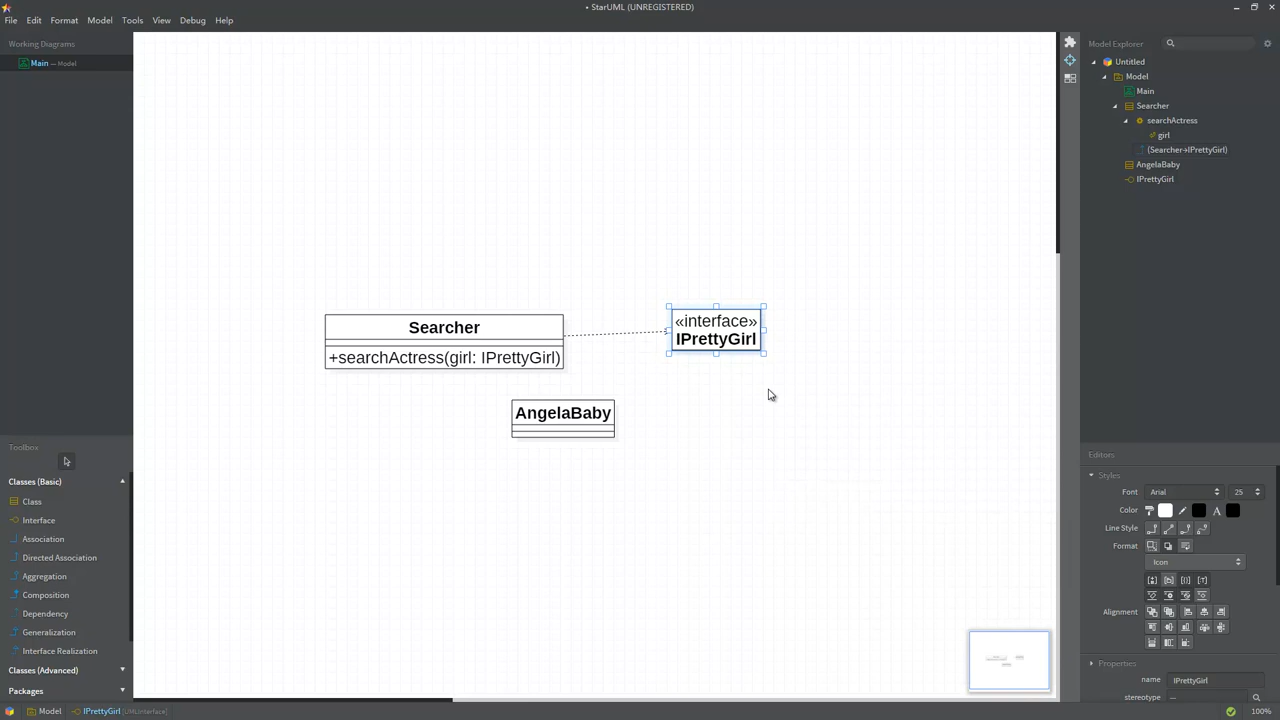 • StarUML (UNREGISTERED)
File Edit Format Model Tools View Debug Help
Working Diagrams
Main — Model
Toolbox
Classes (Basic)
Class
Interface
Association
Directed Association
Aggregation
Composition
Dependency
Generalization
Interface Realization
Classes (Advanced)
Packages
Searcher
+searchActress(girl: IPrettyGirl)
«interface»
IPrettyGirl
AngelaBaby
Model Explorer
Untitled
Model
Main
Searcher
searchActress
girl
(Searcher→IPrettyGirl)
AngelaBaby
IPrettyGirl
Editors
Styles
Font Arial 25
Color A
Line Style
Format
Icon
Alignment
Properties
name IPrettyGirl
stereotype —
Model IPrettyGirl [UMLInterface]
100%